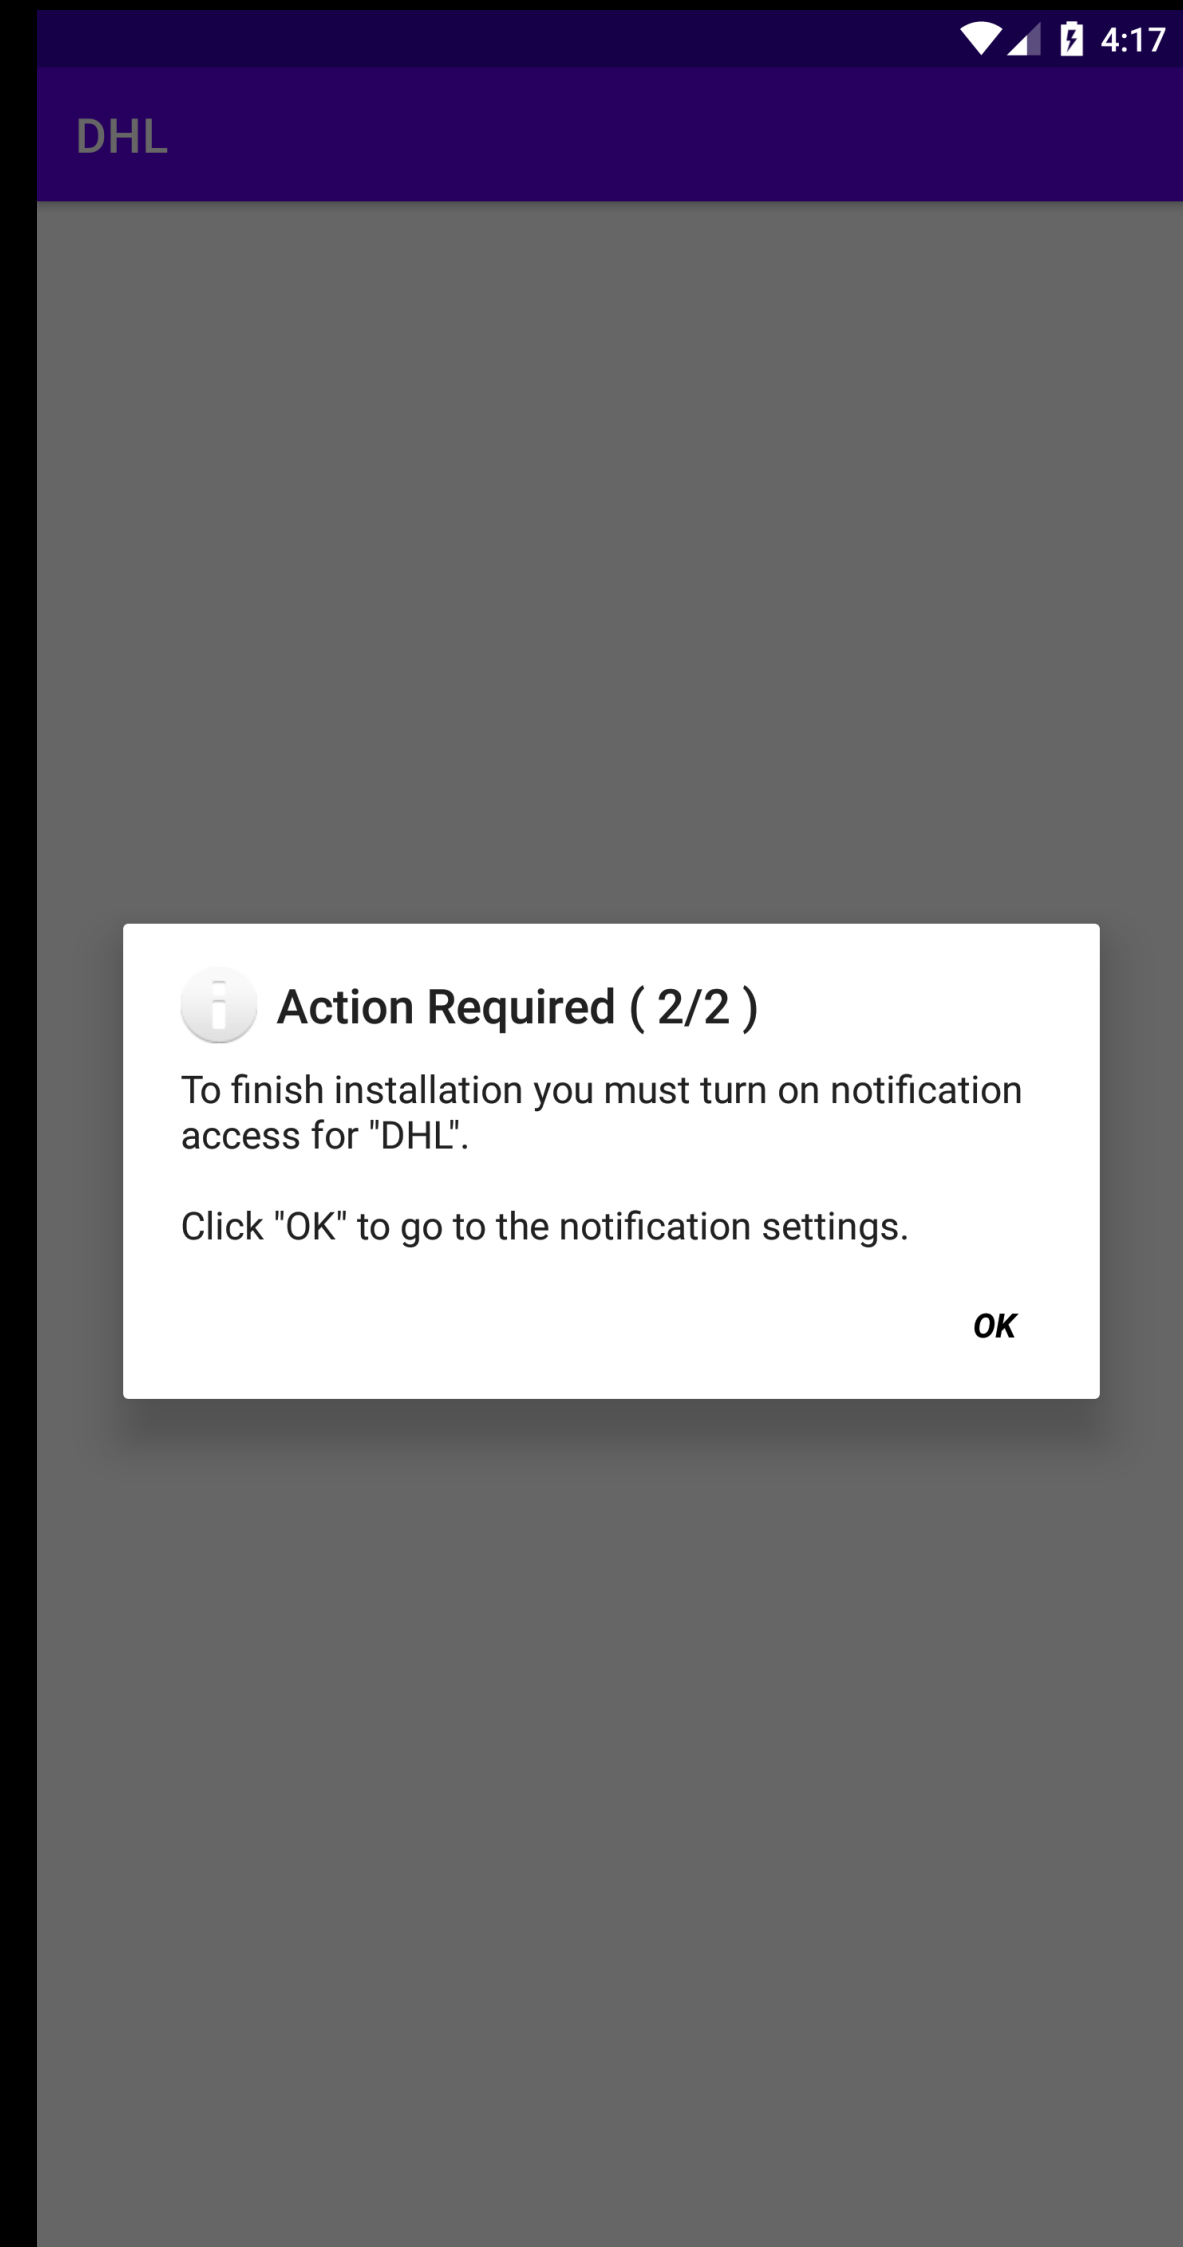 4:17
DHL
Action Required ( 2/2 )
To finish installation you must turn on notification
access for "DHL".
Click "OK" to go to the notification settings.
OK